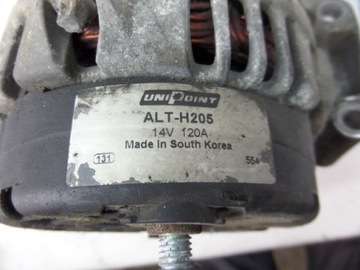 UNIPOINT
ALT-H205
14V 120A
Made In South Korea
131 554